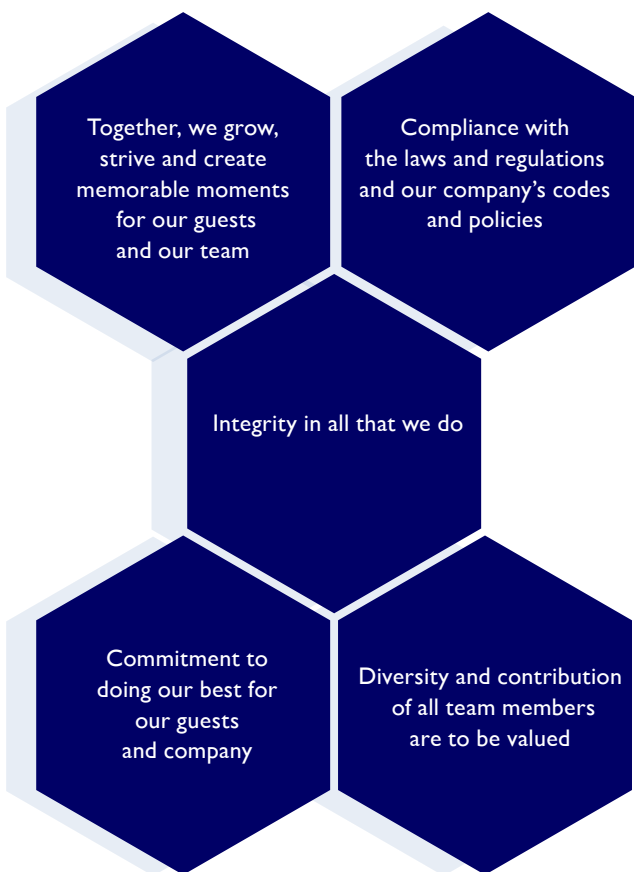 Together, we grow,
strive and create
memorable moments
for our guests
and our team
Compliance with
the laws and regulations
and our company’s codes
and policies
Integrity in all that we do
Commitment to
doing our best for
our guests
and company
Diversity and contribution
of all team members
are to be valued